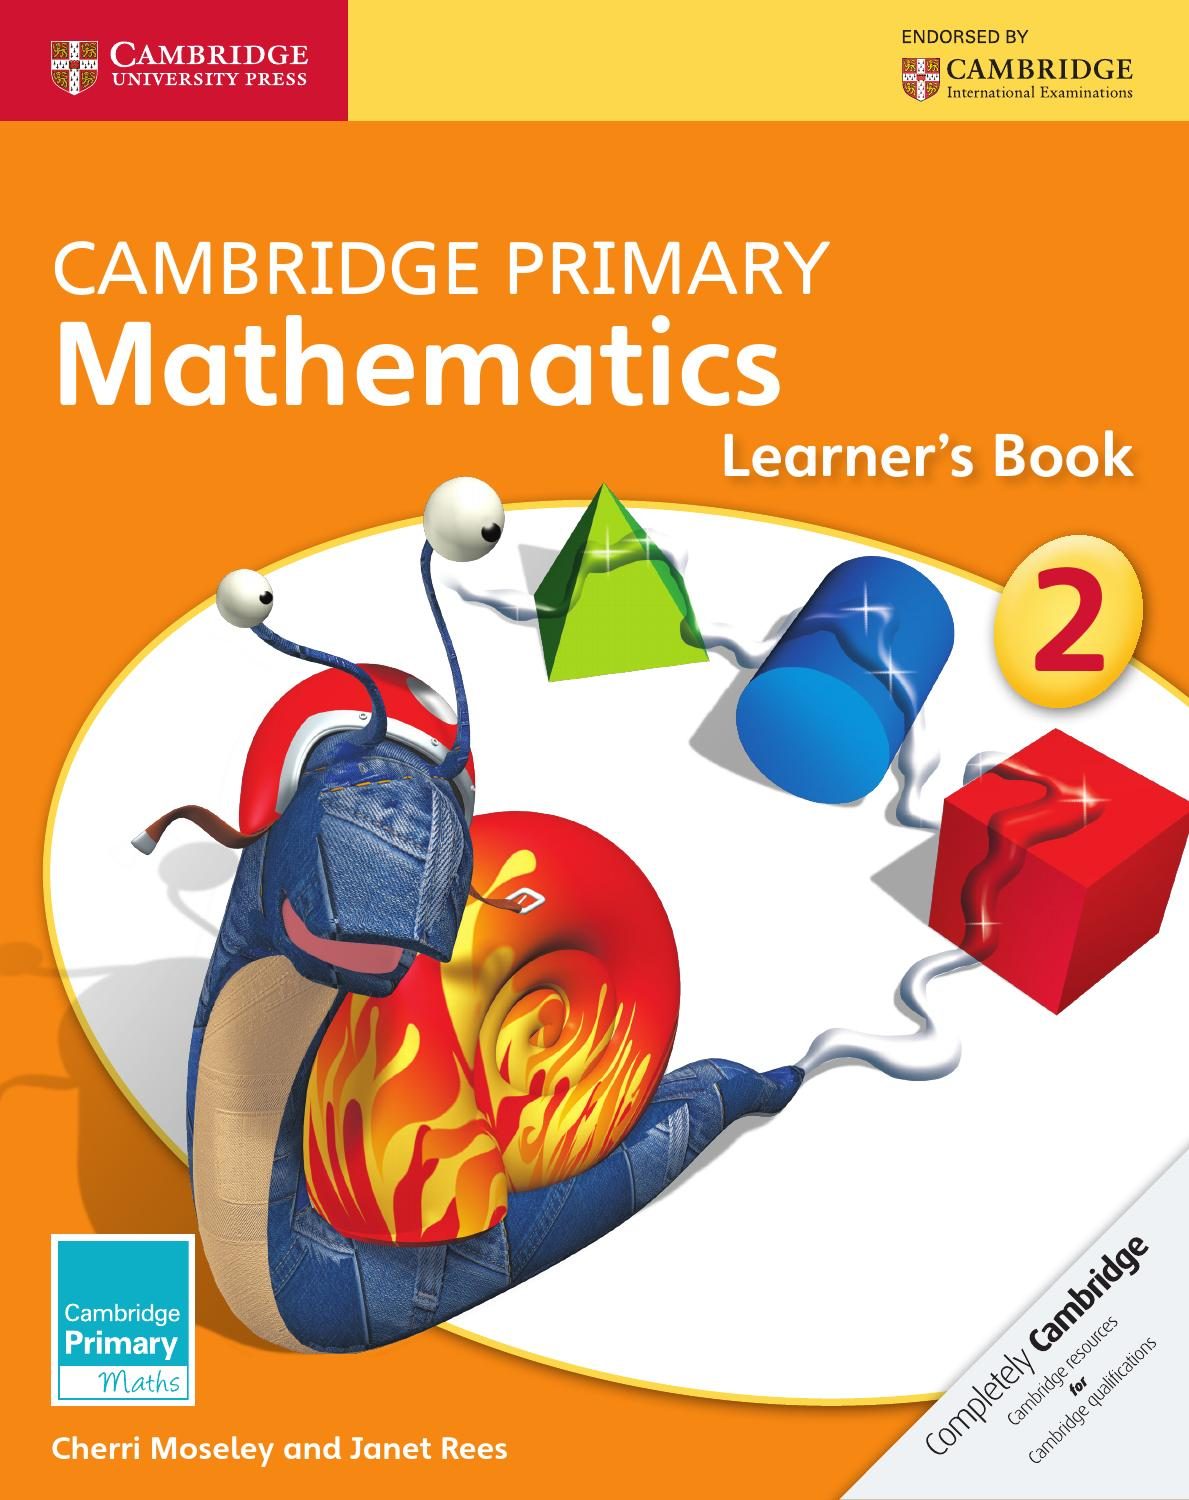 CAMBRIDGE
UNIVERSITY PRESS
ENDORSED BY
CAMBRIDGE
International Examinations
CAMBRIDGE PRIMARY
Mathematics
Learner's Book
2
Cambridge
Primary
Maths
Completely Cambridge
Cambridge resources
for
Cambridge qualifications
Cherri Moseley and Janet Rees